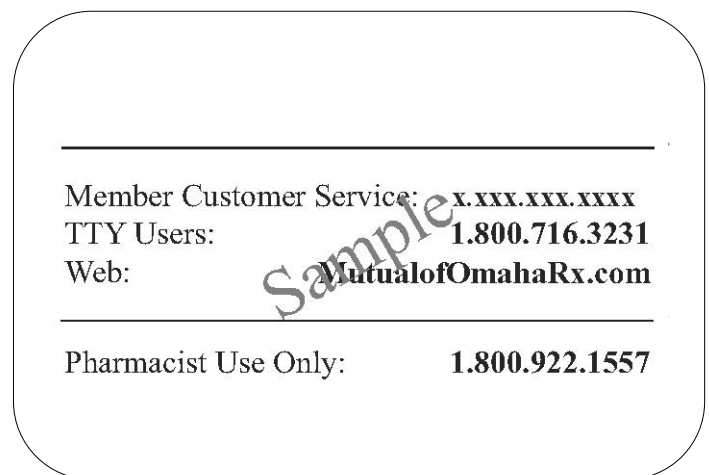 Member Customer Service: x.xxx.xxx.xxxx
TTY Users: 1.800.716.3231
Web: MutualofOmahaRx.com
Sample
Pharmacist Use Only: 1.800.922.1557